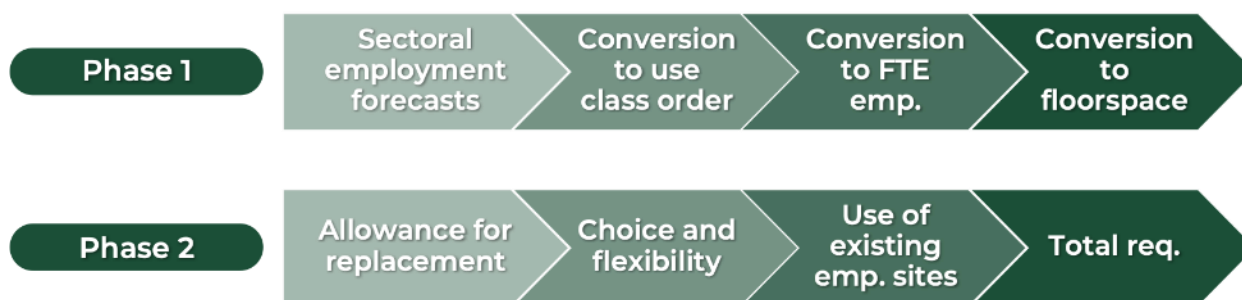 Phase 1
Sectoral
employment
forecasts
Conversion
to use
class order
Conversion
to FTE
emp.
Conversion
to
floorspace
Phase 2
Allowance for
replacement
Choice and
flexibility
Use of
existing
emp. sites
Total req.